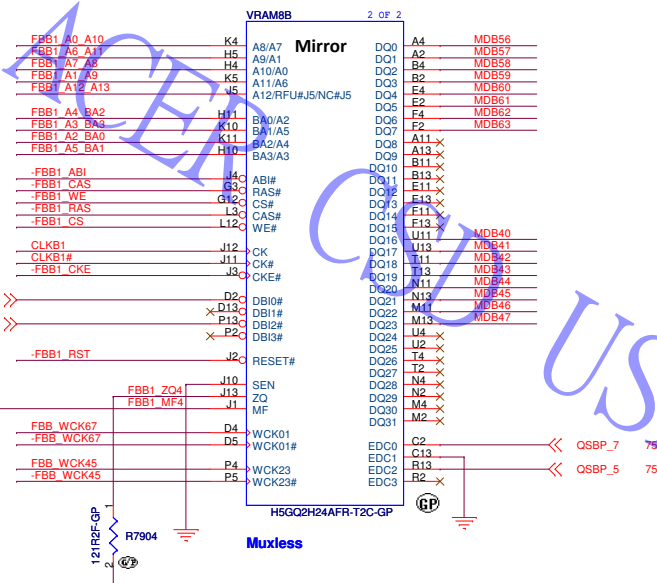 VRAM8B 2 OF 2
Mirror
FBB1_A0_A10 K4 A8/A7 DQ0 A4 MDB56
FBB1_A6_A11 H5 A9/A1 DQ1 A2 MDB57
FBB1_A7_A8 H4 A10/A0 DQ2 B4 MDB58
FBB1_A1_A9 K5 A11/A6 DQ3 B2 MDB59
FBB1_A12_A13 J5 A12/RFU#J5/NC#J5 DQ4 E4 MDB60
DQ5 E2 MDB61
FBB1_A4_BA2 H11 BA0/A2 DQ6 F4 MDB62
FBB1_A3_BA3 K10 BA1/A5 DQ7 F2 MDB63
FBB1_A2_BA0 K11 BA2/A4 DQ8 A11
FBB1_A5_BA1 H10 BA3/A3 DQ9 A13
DQ10 B11
-FBB1_ABI J4 ABI# DQ11 B13
-FBB1_CAS G3 RAS# DQ12 E11
-FBB1_WE G12 CS# DQ13 E13
-FBB1_RAS L3 CAS# DQ14 F11
-FBB1_CS L12 WE# DQ15 F13
DQ16 U11 MDB40
CLKB1 J12 CK DQ17 U13 MDB41
CLKB1# J11 CK# DQ18 T11 MDB42
-FBB1_CKE J3 CKE# DQ19 T13 MDB43
DQ20 N11 MDB44
D2 DBI0# DQ21 N13 MDB45
D13 DBI1# DQ22 M11 MDB46
P13 DBI2# DQ23 M13 MDB47
P2 DBI3# DQ24 U4
DQ25 U2
-FBB1_RST J2 RESET# DQ26 T4
DQ27 T2
J10 SEN DQ28 N4
FBB1_ZQ4 J13 ZQ DQ29 N2
FBB1_MF4 J1 MF DQ30 M4
DQ31 M2
FBB_WCK67 D4 WCK01
-FBB_WCK67 D5 WCK01# EDC0 C2 QSBP_7 75
EDC1 C13
FBB_WCK45 P4 WCK23 EDC2 R13 QSBP_5 75
-FBB_WCK45 P5 WCK23# EDC3 R2
H5GQ2H24AFR-T2C-GP
GP
Muxless
1
121R2F-GP
R7904
2
G/P
ACER CSD US